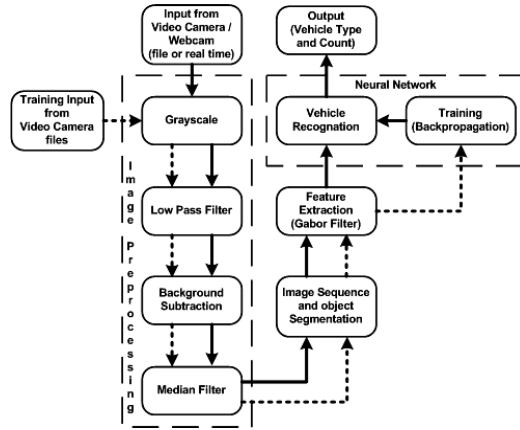 Input from
Video Camera /
Webcam
(file or real time)
Output
(Vehicle Type
and Count)
Neural Network
Training Input
from
Video Camera
files
Grayscale
Vehicle
Recognation
Training
(Backpropagation)
Image Preprocessing
Low Pass Filter
Feature
Extraction
(Gabor Filter)
Background
Subtraction
Image Sequence
and object
Segmentation
Median Filter